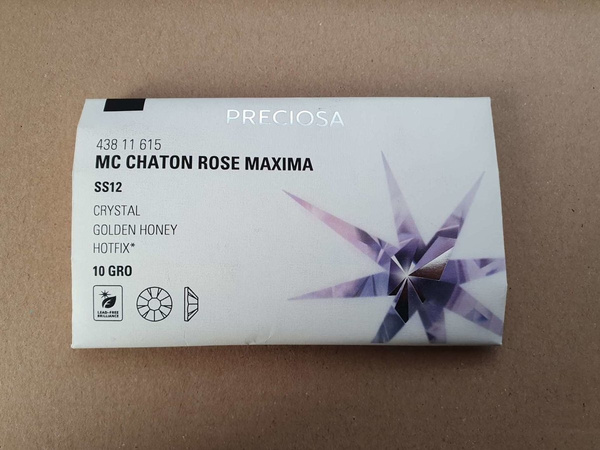 PRECIOSA
438 11 615
MC CHATON ROSE MAXIMA
SS12
CRYSTAL
GOLDEN HONEY
HOTFIX*
10 GRO
LEAD-FREE
BRILLIANCE